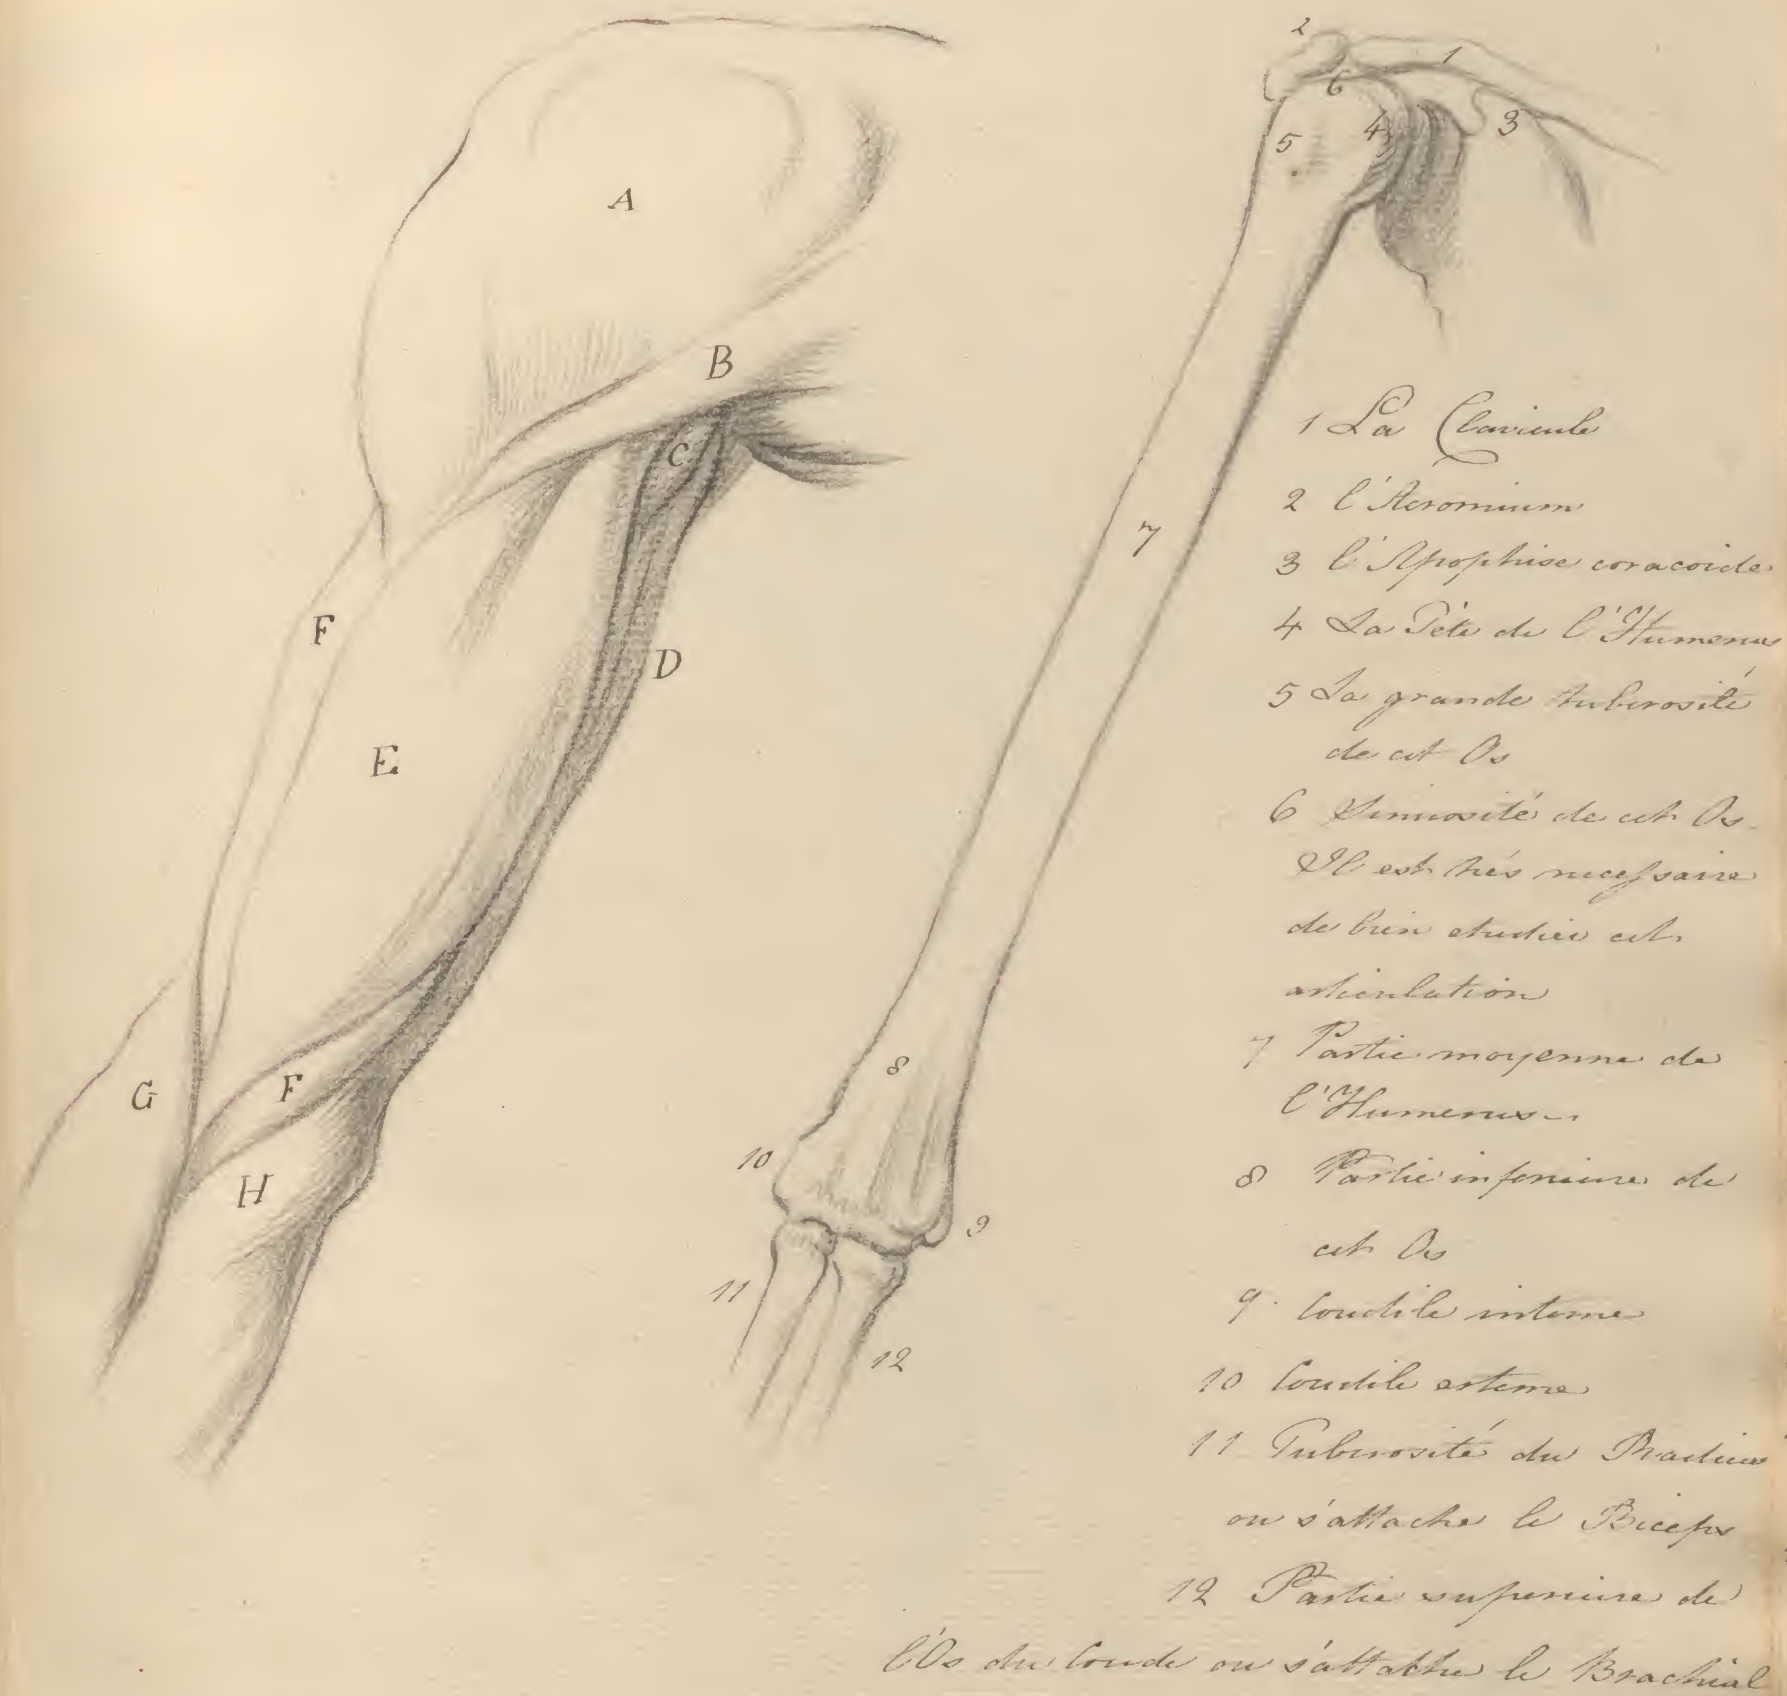 A
B
C
D
E
F
F
G
H
2
1
6
3
5
4
7
8
10
9
11
12
1 La Clavicule
2 l'Acromium
3 l'Apophise coracoide
4 La Tété de l'Humerus
5 La grande tuberosité
de cet Os
6 Sinuosité de cet Os
Il est trés necessaire
de bien etudier cet
articulation
7 Partie moyenne de
l'Humerus
8 Partie inferieure de
cet Os
9. Condile interne
10 Condile externe
11 Tuberosité du Radius
ou s'attache le Biceps
12 Partie superieure de
l'Os du Coude ou s'attache le Brachial